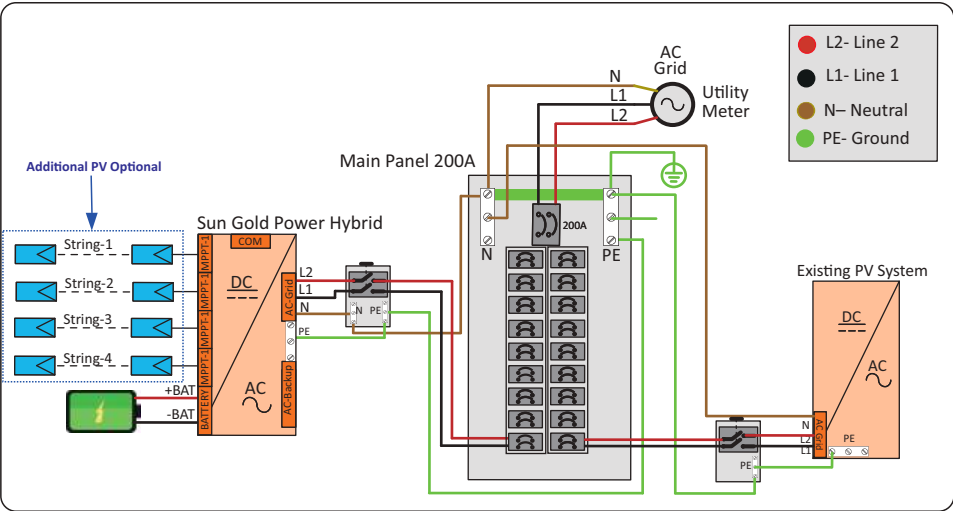 L2- Line 2
L1- Line 1
N– Neutral
PE- Ground
AC
Grid
Utility
Meter
N
L1
L2
Main Panel 200A
200A
N
PE
Additional PV Optional
Sun Gold Power Hybrid
COM
String-1
String-2
String-3
String-4
MPPT-1
MPPT-1
MPPT-1
MPPT-1
BATTERY
+BAT
-BAT
DC
AC
AC-Grid
AC-Backup
L2
L1
N
PE
N
PE
Existing PV System
DC
AC
AC Grid
N
L2
L1
PE
PE